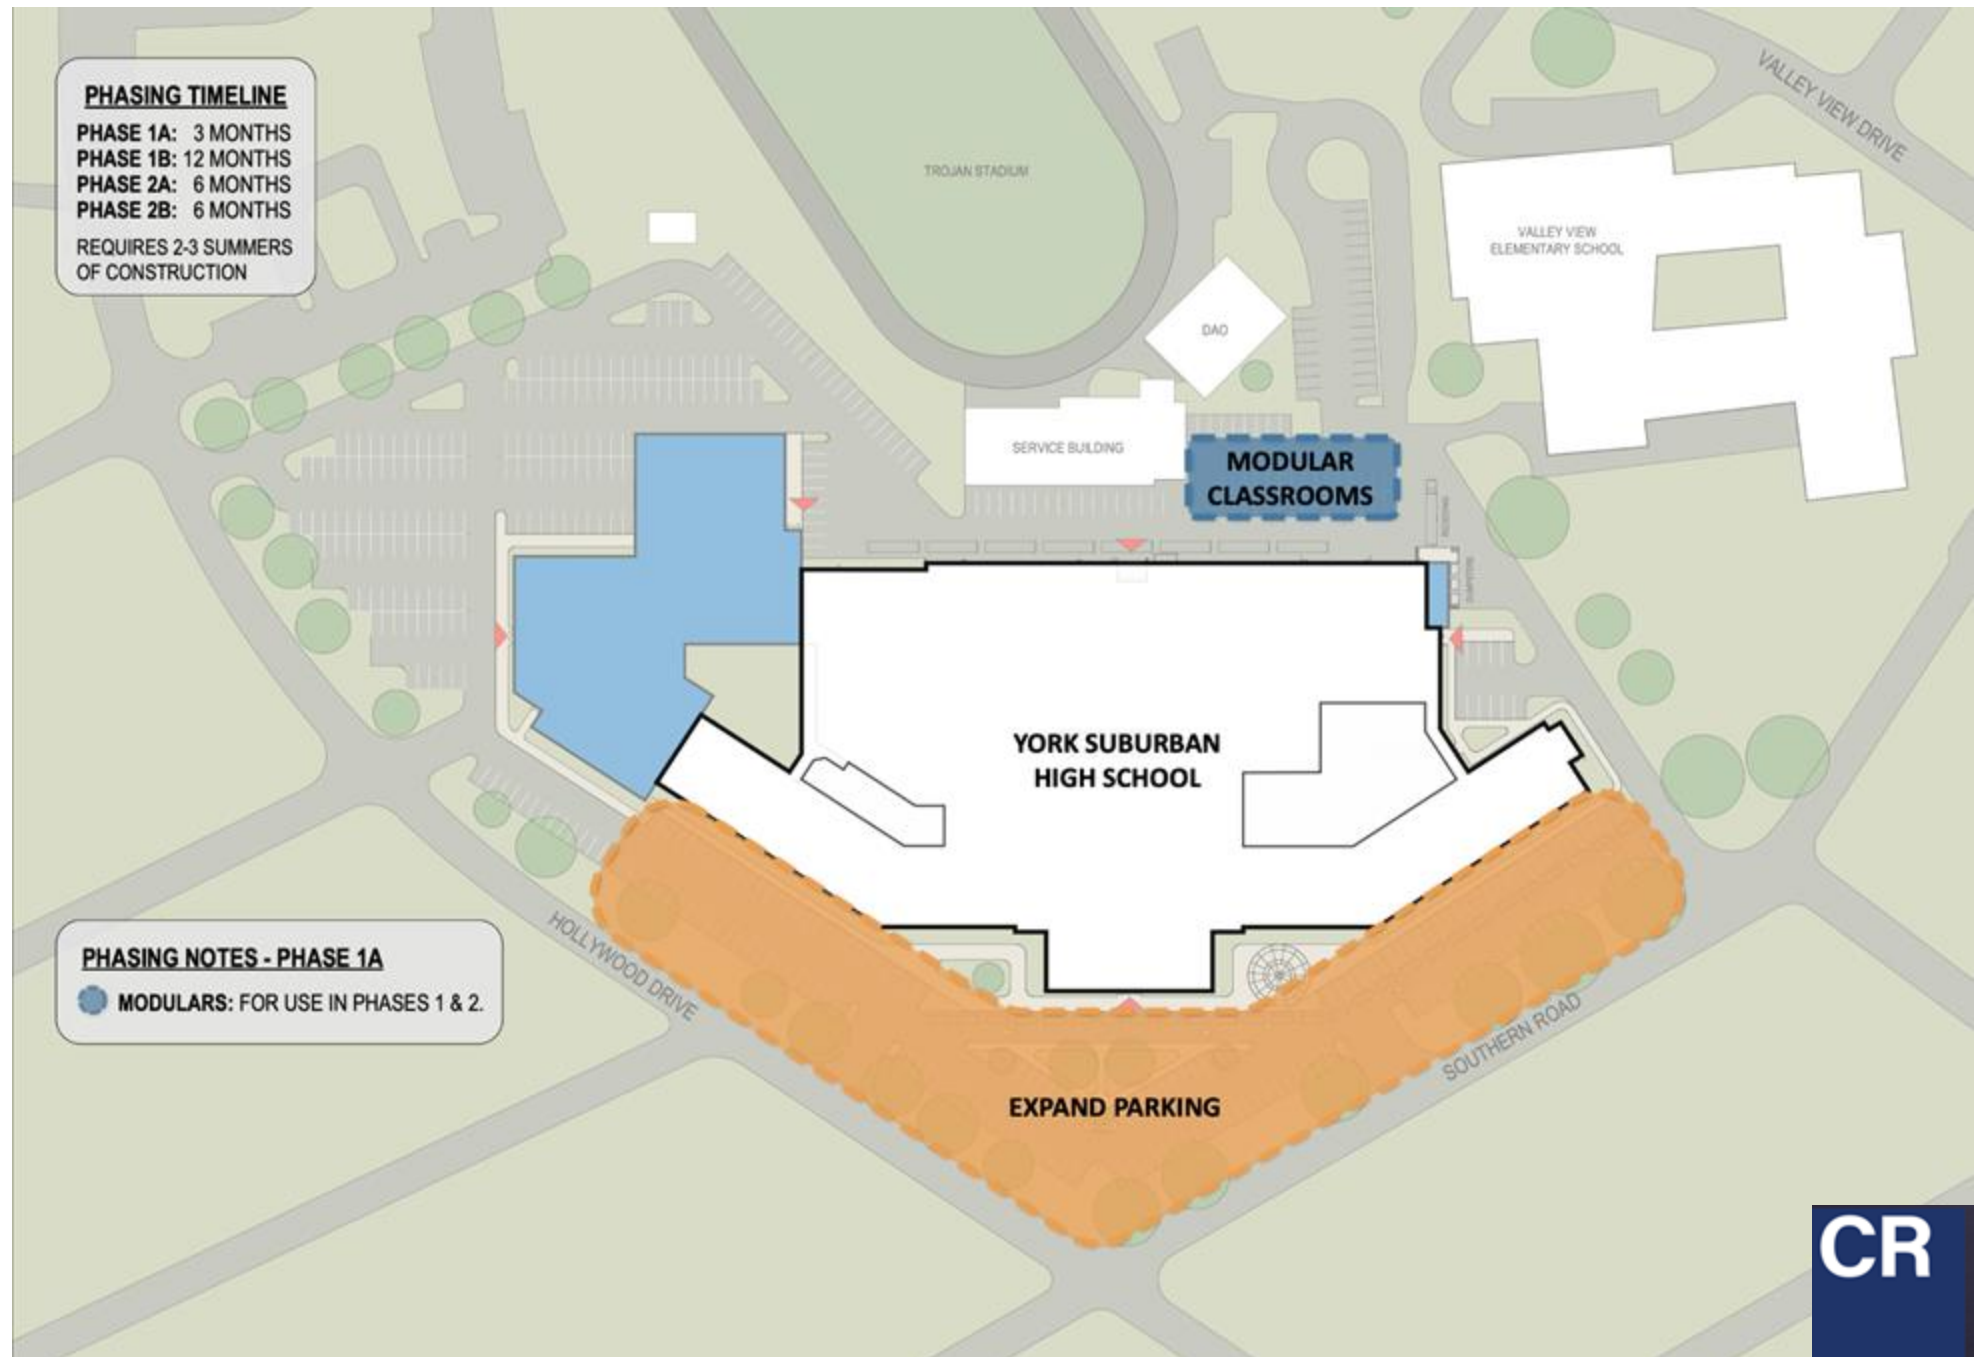 PHASING TIMELINE
PHASE 1A: 3 MONTHS
PHASE 1B: 12 MONTHS
PHASE 2A: 6 MONTHS
PHASE 2B: 6 MONTHS
REQUIRES 2-3 SUMMERS
OF CONSTRUCTION
TROJAN STADIUM
VALLEY VIEW DRIVE
VALLEY VIEW
ELEMENTARY SCHOOL
DAO
SERVICE BUILDING
MODULAR
CLASSROOMS
YORK SUBURBAN
HIGH SCHOOL
PHASING NOTES - PHASE 1A
MODULARS: FOR USE IN PHASES 1 & 2.
HOLLYWOOD DRIVE
SOUTHERN ROAD
EXPAND PARKING
CR